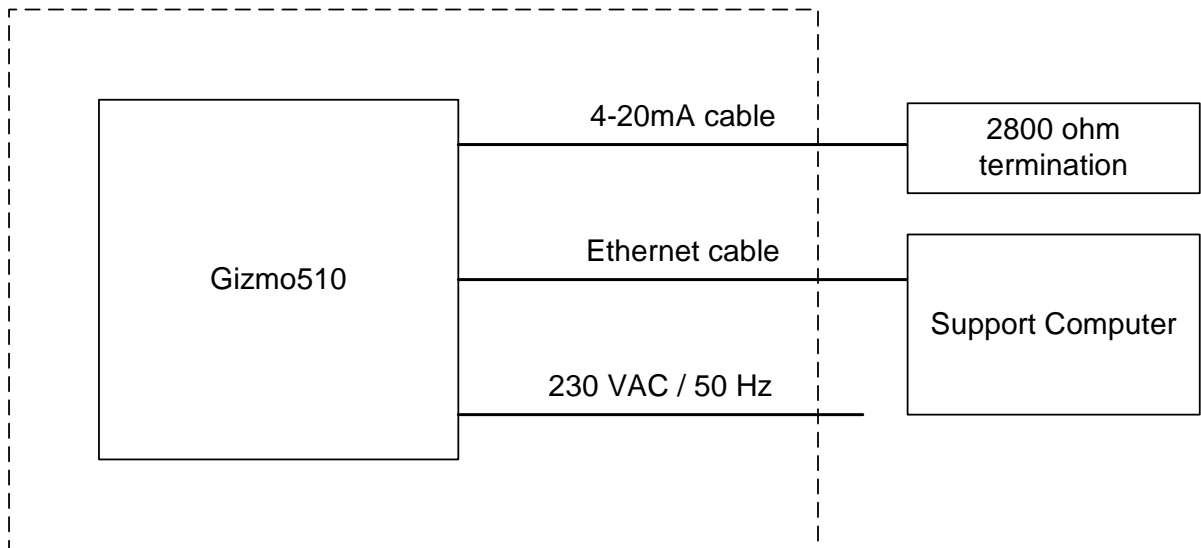 4-20mA cable
2800 ohm
termination
Ethernet cable
Gizmo510
Support Computer
230 VAC / 50 Hz